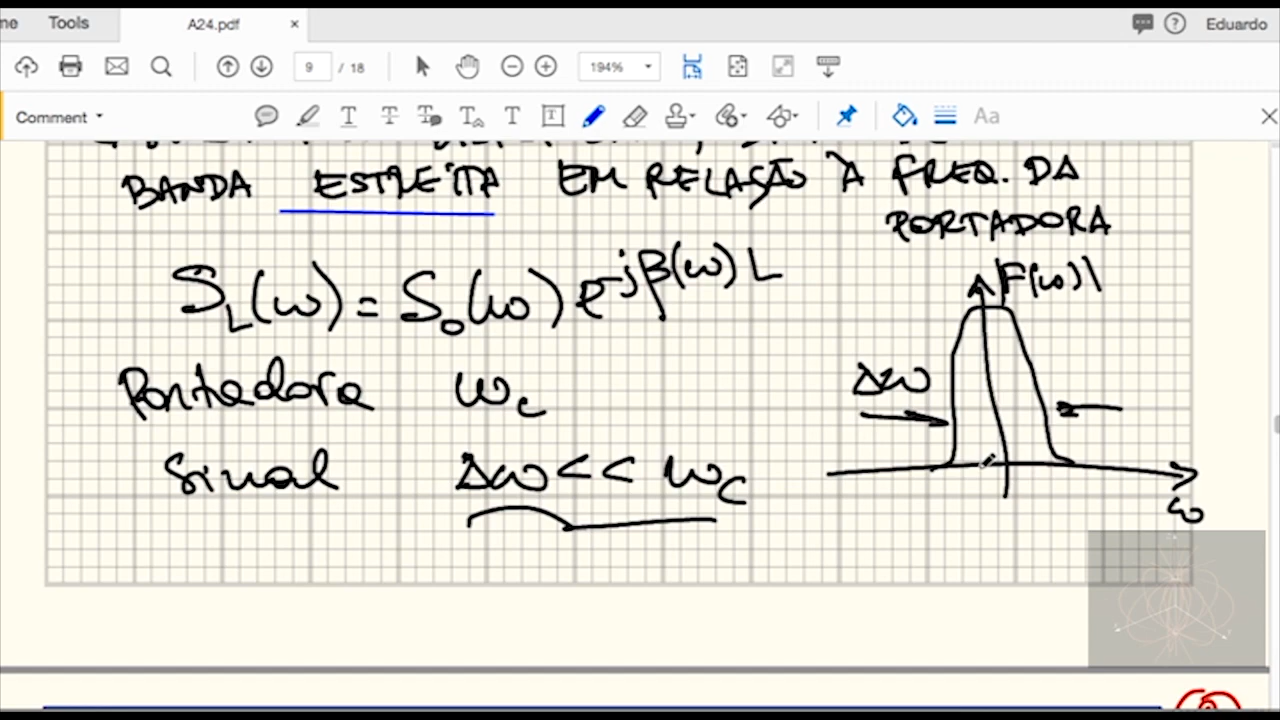 me Tools A24.pdf × ? Eduardo
9 / 18 194%
Comment T T T T T T Aa
BANDA ESTREITA EM RELAÇÃO À FREQ. DA
PORTADORA
S_L(ω) = S_0(ω) e^{-jβ(ω)L}
|F(ω)|
Portadora ω_c
Δω
Sinal Δω << ω_c
ω